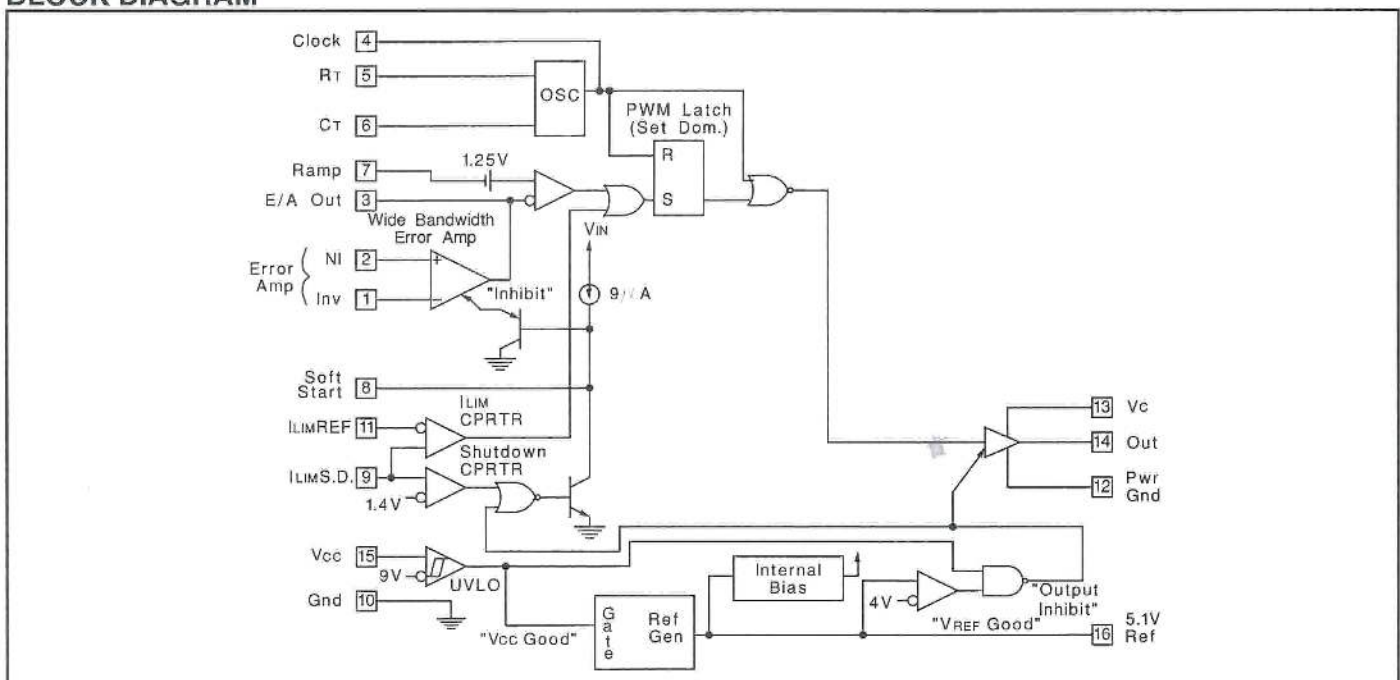 BLOCK DIAGRAM
Clock 4
RT 5
OSC
CT 6
PWM Latch
(Set Dom.)
R
S
Ramp 7
1.25V
E/A Out 3
Wide Bandwidth
Error Amp
VIN
Error
Amp
NI 2
+
Inv 1
-
"Inhibit"
Soft
Start 8
ILIMREF 11
ILIM
CPRTR
ILIMS.D. 9
Shutdown
CPRTR
1.4V
13 Vc
14 Out
12 Pwr
Gnd
Vcc 15
9V
UVLO
Gnd 10
"Vcc Good"
Gate
Ref
Gen
Internal
Bias
4V
"VREF Good"
"Output
Inhibit"
16 5.1V
Ref